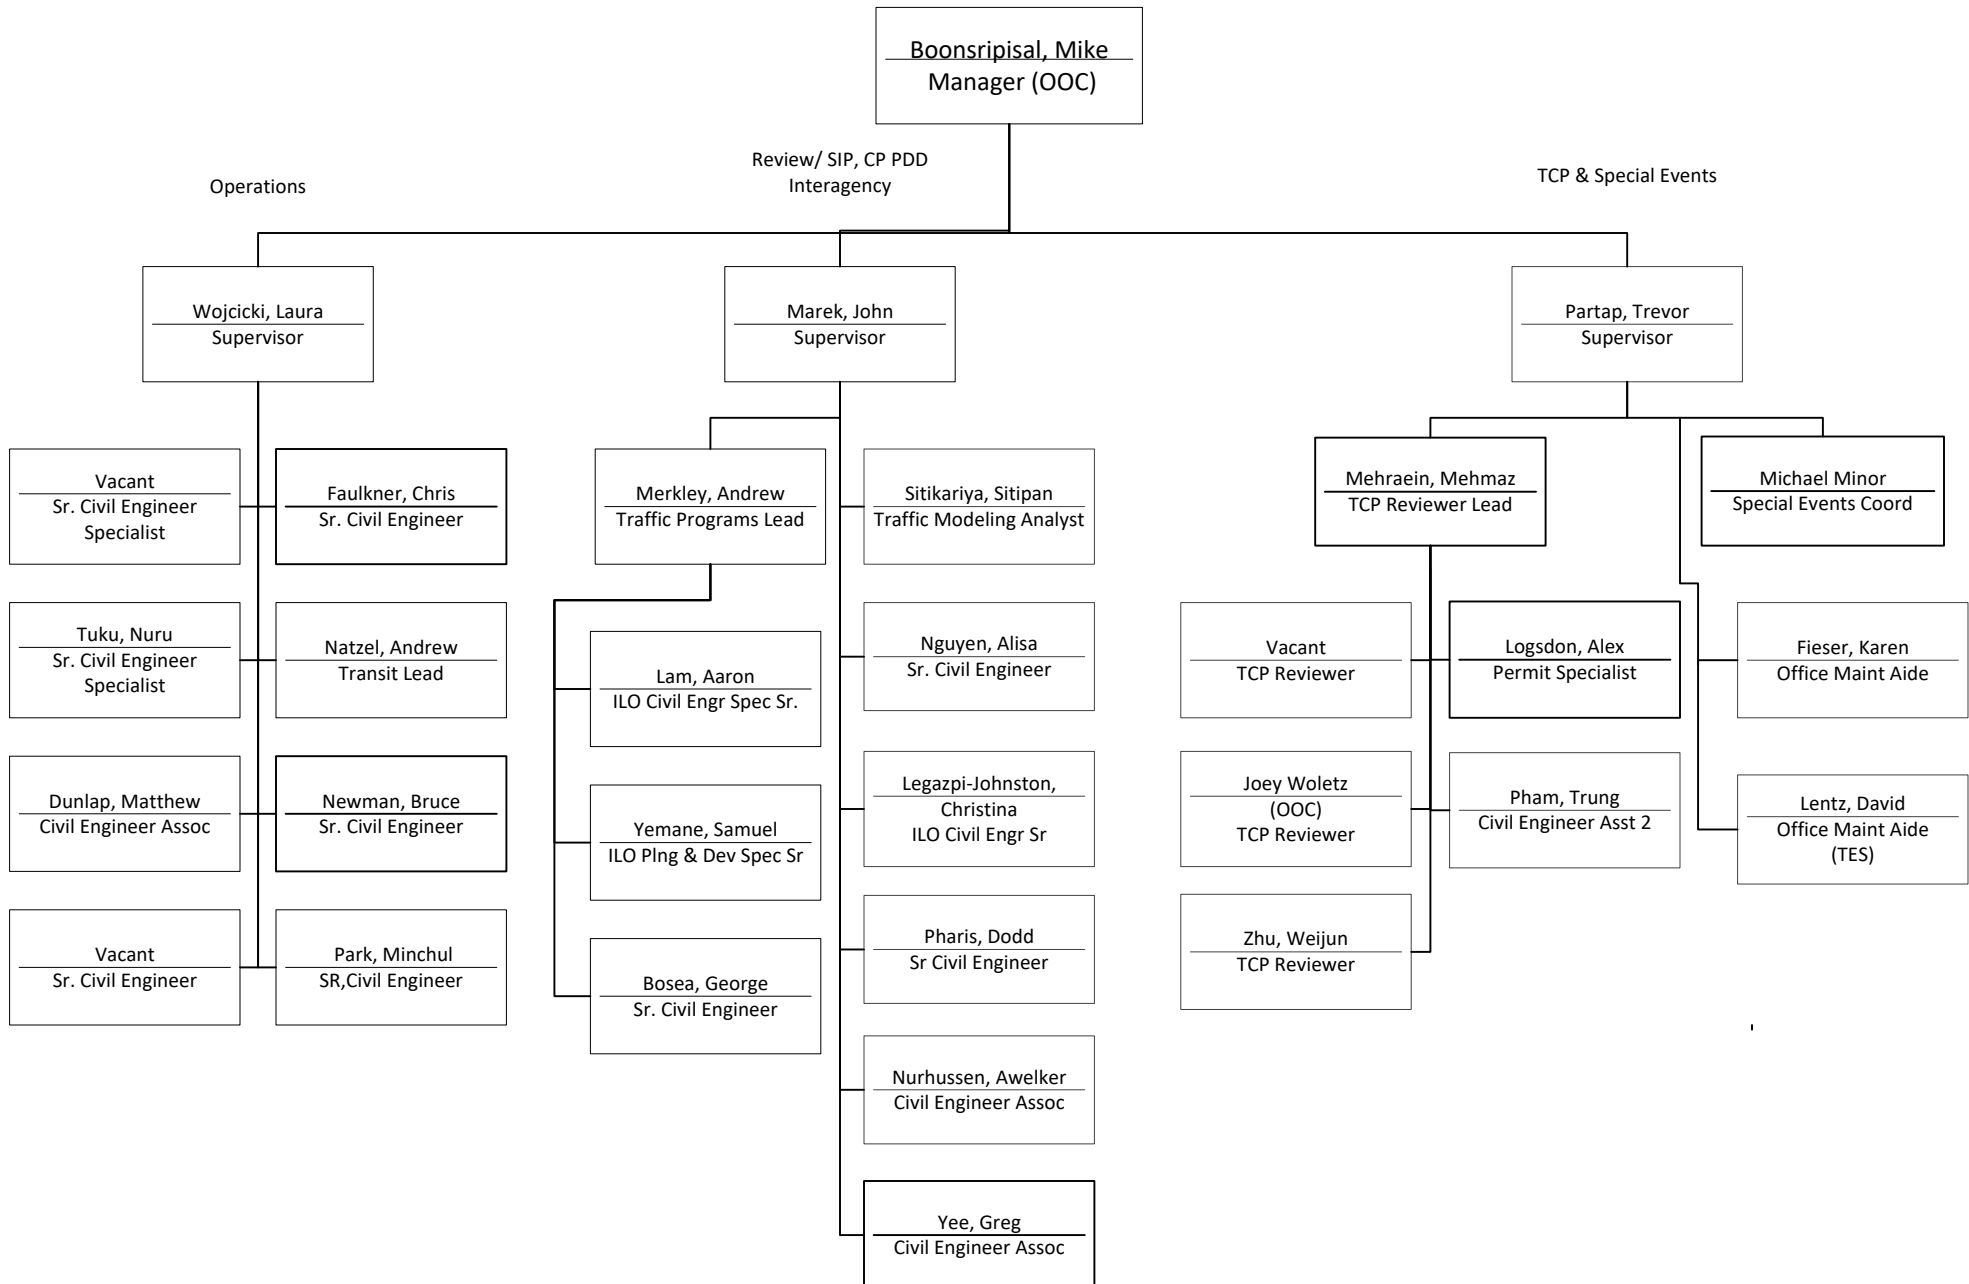 Boonsripisal, Mike
Manager (OOC)
Operations
Review/ SIP, CP PDD
Interagency
TCP & Special Events
Wojcicki, Laura
Supervisor
Marek, John
Supervisor
Partap, Trevor
Supervisor
Vacant
Sr. Civil Engineer
Specialist
Faulkner, Chris
Sr. Civil Engineer
Tuku, Nuru
Sr. Civil Engineer
Specialist
Natzel, Andrew
Transit Lead
Dunlap, Matthew
Civil Engineer Assoc
Newman, Bruce
Sr. Civil Engineer
Vacant
Sr. Civil Engineer
Park, Minchul
SR,Civil Engineer
Merkley, Andrew
Traffic Programs Lead
Sitikariya, Sitipan
Traffic Modeling Analyst
Lam, Aaron
ILO Civil Engr Spec Sr.
Yemane, Samuel
ILO Plng & Dev Spec Sr
Bosea, George
Sr. Civil Engineer
Nguyen, Alisa
Sr. Civil Engineer
Legazpi-Johnston,
Christina
ILO Civil Engr Sr
Pharis, Dodd
Sr Civil Engineer
Nurhussen, Awelker
Civil Engineer Assoc
Yee, Greg
Civil Engineer Assoc
Mehraein, Mehmaz
TCP Reviewer Lead
Michael Minor
Special Events Coord
Vacant
TCP Reviewer
Logsdon, Alex
Permit Specialist
Joey Woletz
(OOC)
TCP Reviewer
Pham, Trung
Civil Engineer Asst 2
Zhu, Weijun
TCP Reviewer
Fieser, Karen
Office Maint Aide
Lentz, David
Office Maint Aide
(TES)